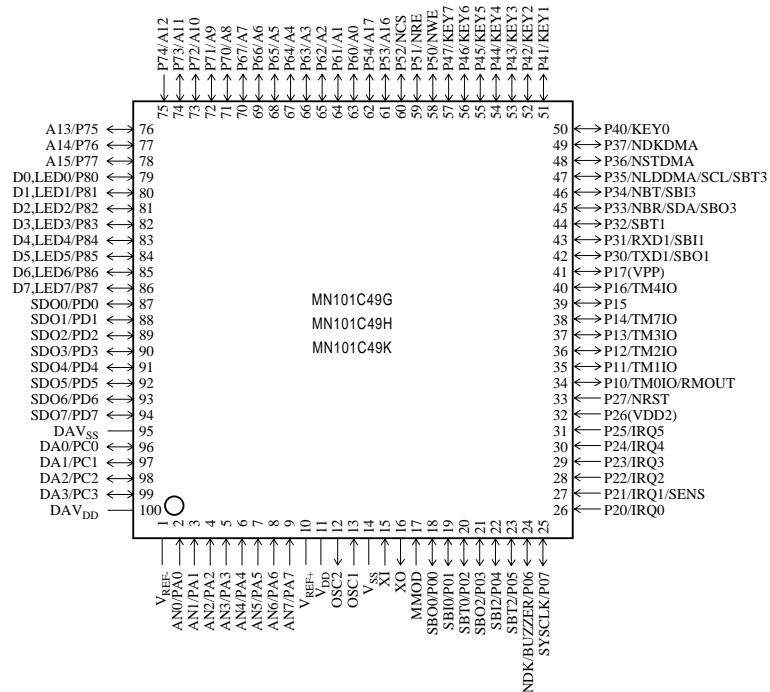 P74/A12
P73/A11
P72/A10
P71/A9
P70/A8
P67/A7
P66/A6
P65/A5
P64/A4
P63/A3
P62/A2
P61/A1
P60/A0
P54/A17
P53/A16
P52/NCS
P51/NRE
P50/NWE
P47/KEY7
P46/KEY6
P45/KEY5
P44/KEY4
P43/KEY3
P42/KEY2
P41/KEY1
75
74
73
72
71
70
69
68
67
66
65
64
63
62
61
60
59
58
57
56
55
54
53
52
51
A13/P75 76
A14/P76 77
A15/P77 78
D0,LED0/P80 79
D1,LED1/P81 80
D2,LED2/P82 81
D3,LED3/P83 82
D4,LED4/P84 83
D5,LED5/P85 84
D6,LED6/P86 85
D7,LED7/P87 86
SDO0/PD0 87
SDO1/PD1 88
SDO2/PD2 89
SDO3/PD3 90
SDO4/PD4 91
SDO5/PD5 92
SDO6/PD6 93
SDO7/PD7 94
DAVSS 95
DA0/PC0 96
DA1/PC1 97
DA2/PC2 98
DA3/PC3 99
DAVDD 100
MN101C49G
MN101C49H
MN101C49K
50 P40/KEY0
49 P37/NDKDMA
48 P36/NSTDMA
47 P35/NLDDMA/SCL/SBT3
46 P34/NBT/SBI3
45 P33/NBR/SDA/SBO3
44 P32/SBT1
43 P31/RXD1/SBI1
42 P30/TXD1/SBO1
41 P17(VPP)
40 P16/TM4IO
39 P15
38 P14/TM7IO
37 P13/TM3IO
36 P12/TM2IO
35 P11/TM1IO
34 P10/TM0IO/RMOUT
33 P27/NRST
32 P26(VDD2)
31 P25/IRQ5
30 P24/IRQ4
29 P23/IRQ3
28 P22/IRQ2
27 P21/IRQ1/SENS
26 P20/IRQ0
1
2
3
4
5
6
7
8
9
10
11
12
13
14
15
16
17
18
19
20
21
22
23
24
25
VREF-
AN0/PA0
AN1/PA1
AN2/PA2
AN3/PA3
AN4/PA4
AN5/PA5
AN6/PA6
AN7/PA7
VREF+
VDD
OSC2
OSC1
VSS
XI
XO
MMOD
SBO0/P00
SBI0/P01
SBT0/P02
SBO2/P03
SBI2/P04
SBT2/P05
NDK/BUZZER/P06
SYSCLK/P07